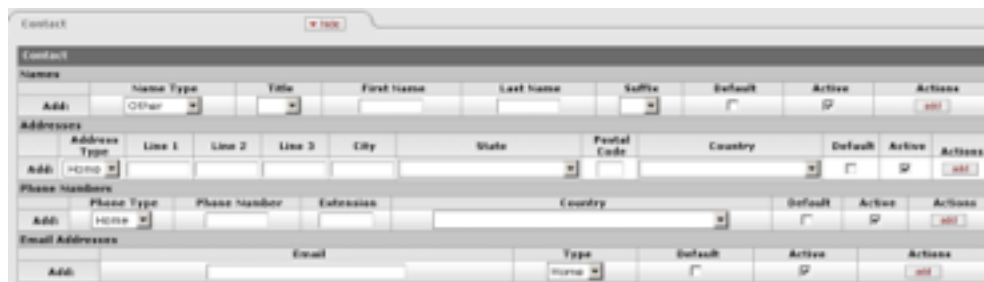 Contact hide
Contact
Names
Name Type Title First Name Last Name Suffix Default Active Actions
Add: Other add
Addresses
Address Type Line 1 Line 2 Line 3 City State Postal Code Country Default Active Actions
Add: Home add
Phone Numbers
Phone Type Phone Number Extension Country Default Active Actions
Add: Home add
Email Addresses
Email Type Default Active Actions
Add: Home add